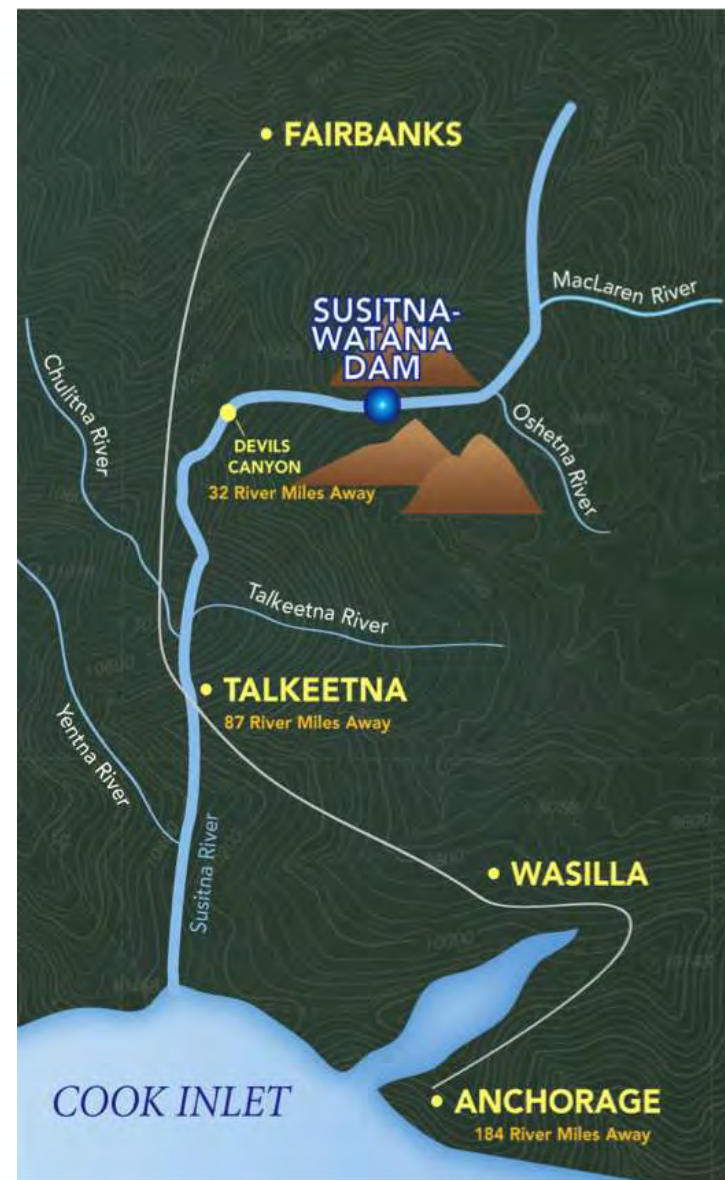 FAIRBANKS
MacLaren River
SUSITNA-
WATANA
DAM
Chulitna River
Oshetna River
DEVILS
CANYON
32 River Miles Away
Talkeetna River
TALKEETNA
87 River Miles Away
Yentna River
Susitna River
WASILLA
COOK INLET
ANCHORAGE
184 River Miles Away